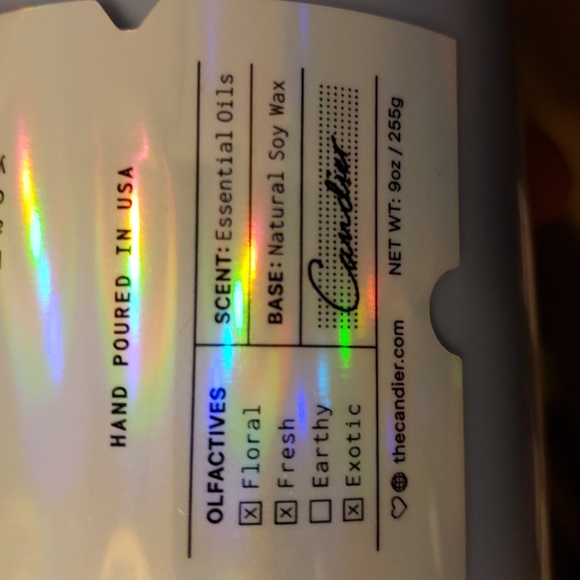 HAND POURED IN USA
OLFACTIVES
Floral
Fresh
Earthy
Exotic
SCENT: Essential Oils
BASE: Natural Soy Wax
Candier
thecandier.com
NET WT: 9oz / 255g